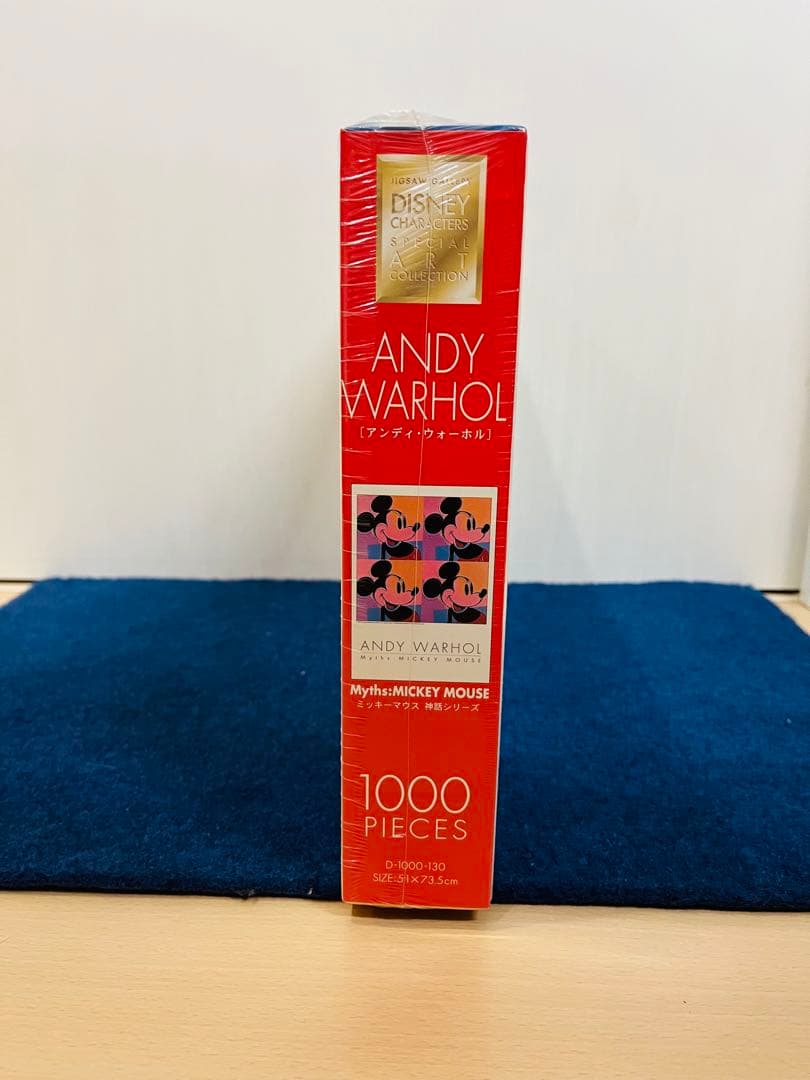 JIGSAW GALLERY
DISNEY
CHARACTERS
SPECIAL
ART
COLLECTION
ANDY
WARHOL
[アンディ・ウォーホル]
ANDY WARHOL
Myths:MICKEY MOUSE
Myths:MICKEY MOUSE
ミッキーマウス 神話シリーズ
1000
PIECES
D-1000-130
SIZE:51×73.5cm